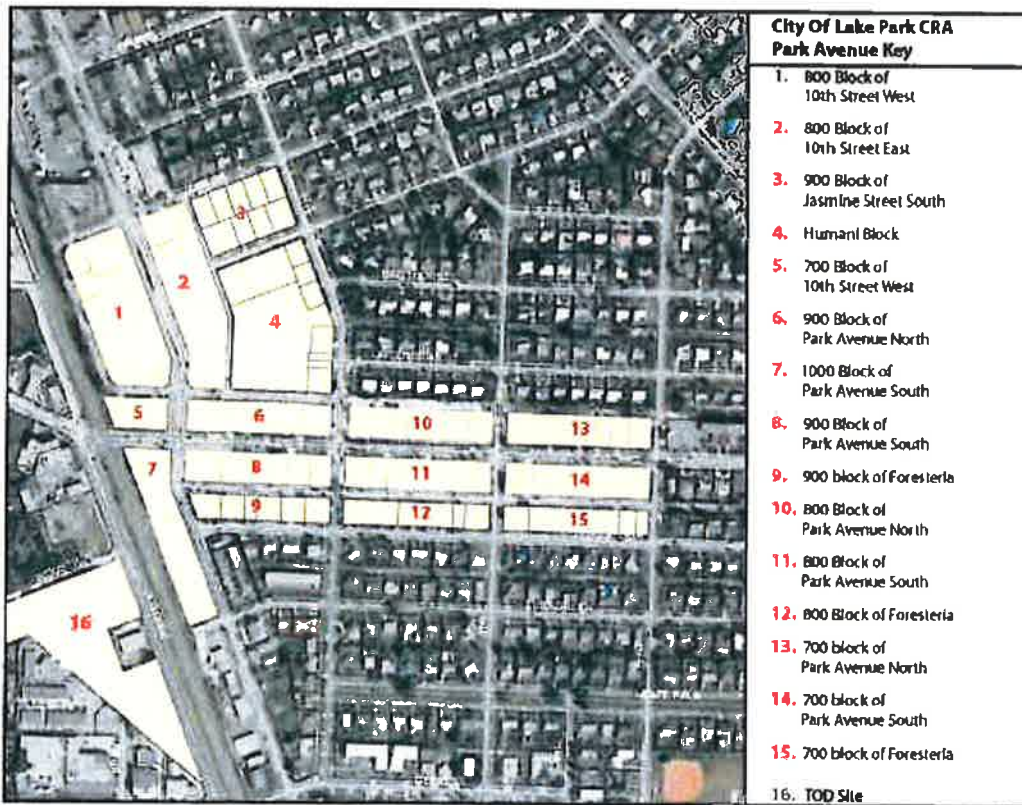 City Of Lake Park CRA
Park Avenue Key
1. 800 Block of
10th Street West
2. 800 Block of
10th Street East
3. 900 Block of
Jasmine Street South
4. Humani Block
5. 700 Block of
10th Street West
6. 900 Block of
Park Avenue North
7. 1000 Block of
Park Avenue South
8. 900 Block of
Park Avenue South
9. 900 block of Foresteria
10. 800 Block of
Park Avenue North
11. 800 Block of
Park Avenue South
12. 800 Block of Foresteria
13. 700 block of
Park Avenue North
14. 700 block of
Park Avenue South
15. 700 block of Foresteria
16. TOD Site
3
2
1
4
5
6
10
13
7
8
11
14
9
12
15
16